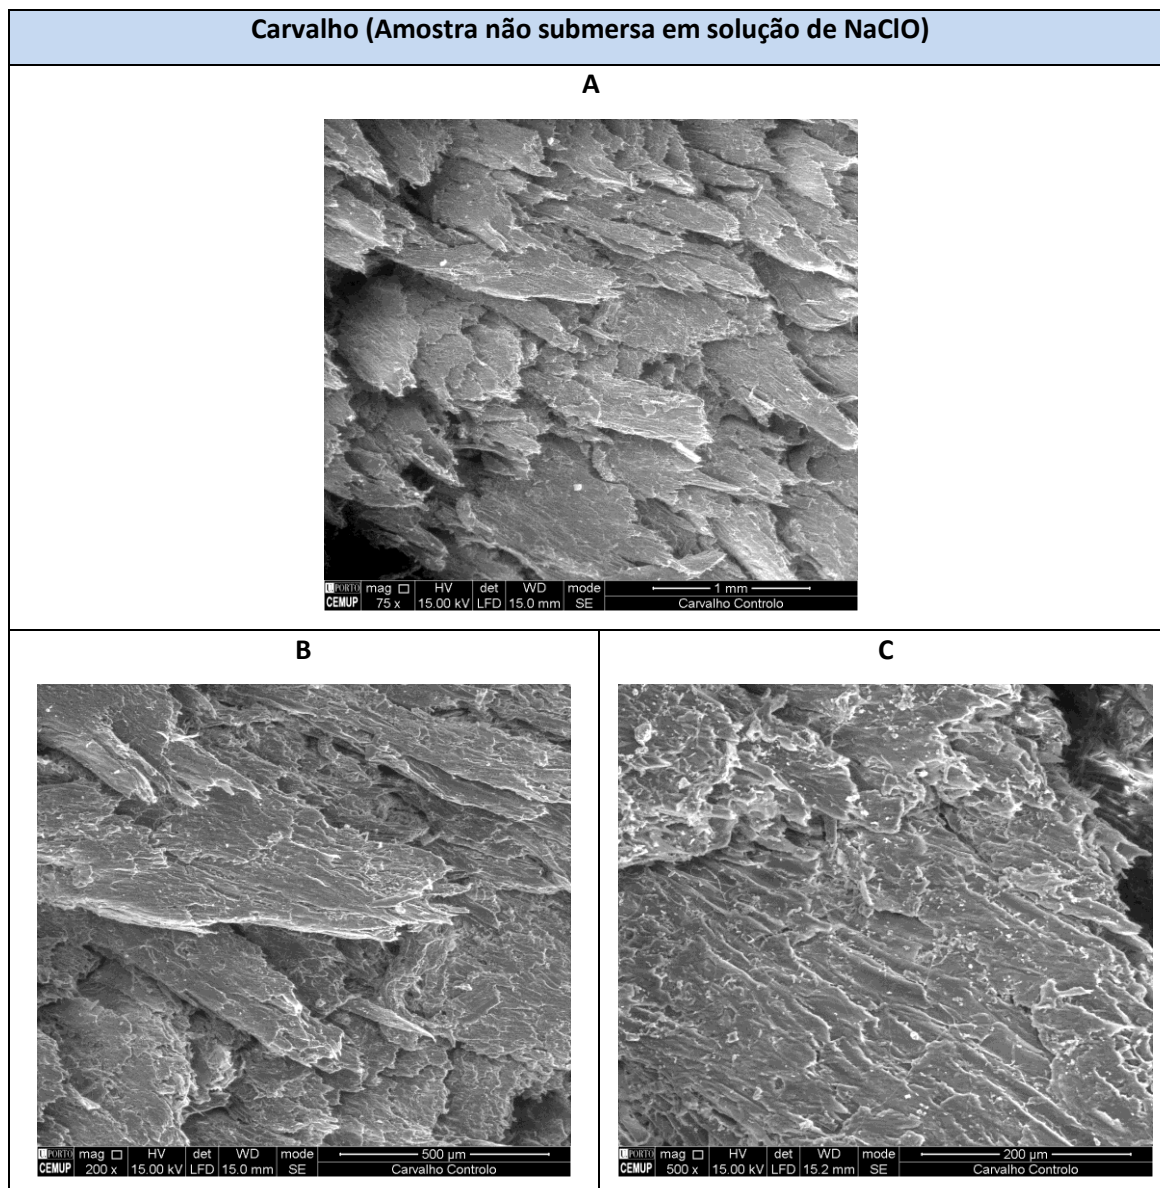 Carvalho (Amostra não submersa em solução de NaClO)
A
U.PORTO CEMUP mag 75 x HV 15.00 kV det LFD WD 15.0 mm mode SE 1 mm Carvalho Controlo
B
C
U.PORTO CEMUP mag 200 x HV 15.00 kV det LFD WD 15.0 mm mode SE 500 µm Carvalho Controlo
U.PORTO CEMUP mag 500 x HV 15.00 kV det LFD WD 15.2 mm mode SE 200 µm Carvalho Controlo